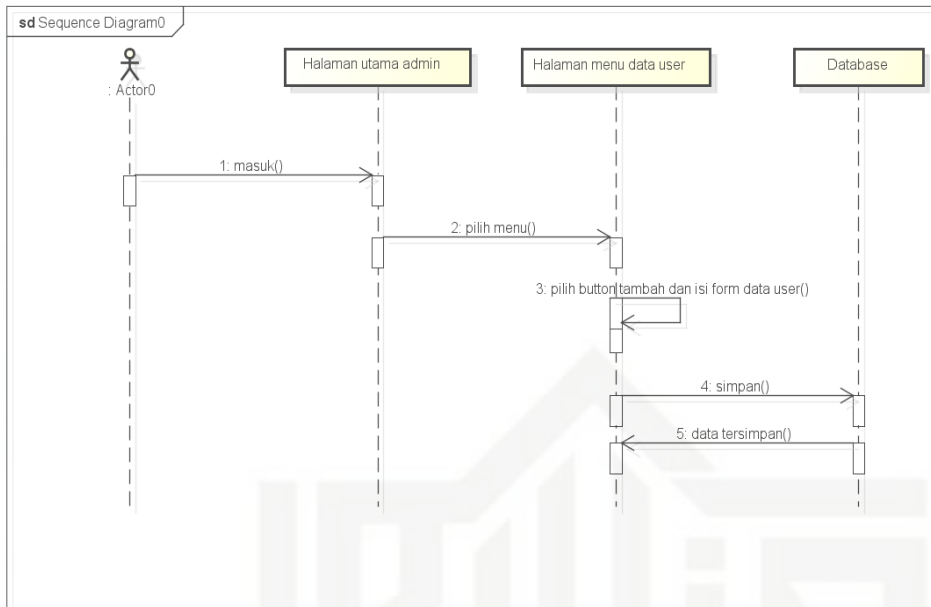 sd Sequence Diagram0
: Actor0
Halaman utama admin
Halaman menu data user
Database
1: masuk()
2: pilih menu()
3: pilih button tambah dan isi form data user()
4: simpan()
5: data tersimpan()